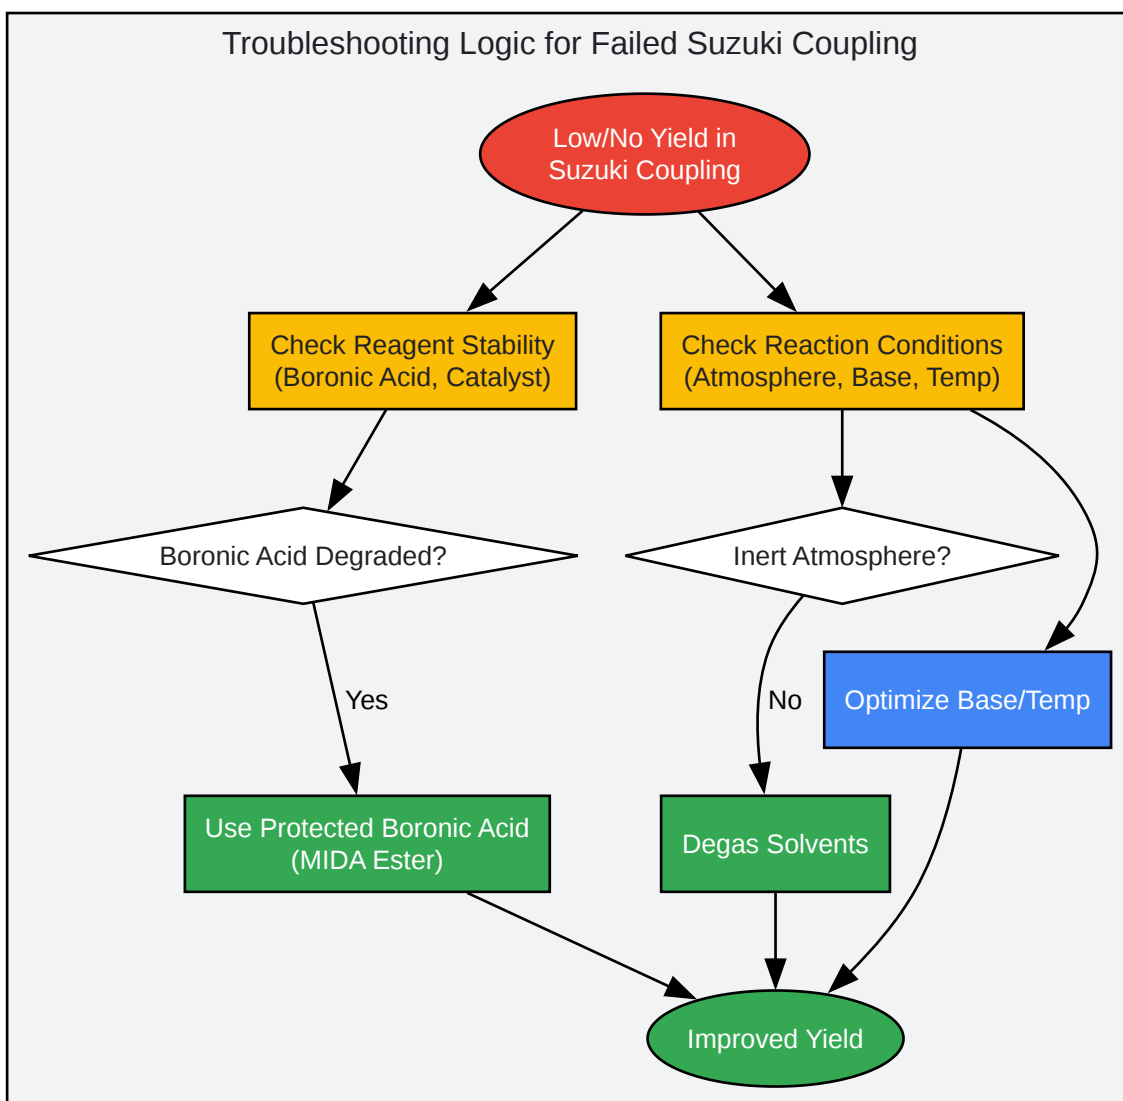 Troubleshooting Logic for Failed Suzuki Coupling
Low/No Yield in
Suzuki Coupling
Check Reagent Stability
(Boronic Acid, Catalyst)
Check Reaction Conditions
(Atmosphere, Base, Temp)
Boronic Acid Degraded?
Inert Atmosphere?
Yes
No
Optimize Base/Temp
Use Protected Boronic Acid
(MIDA Ester)
Degas Solvents
Improved Yield